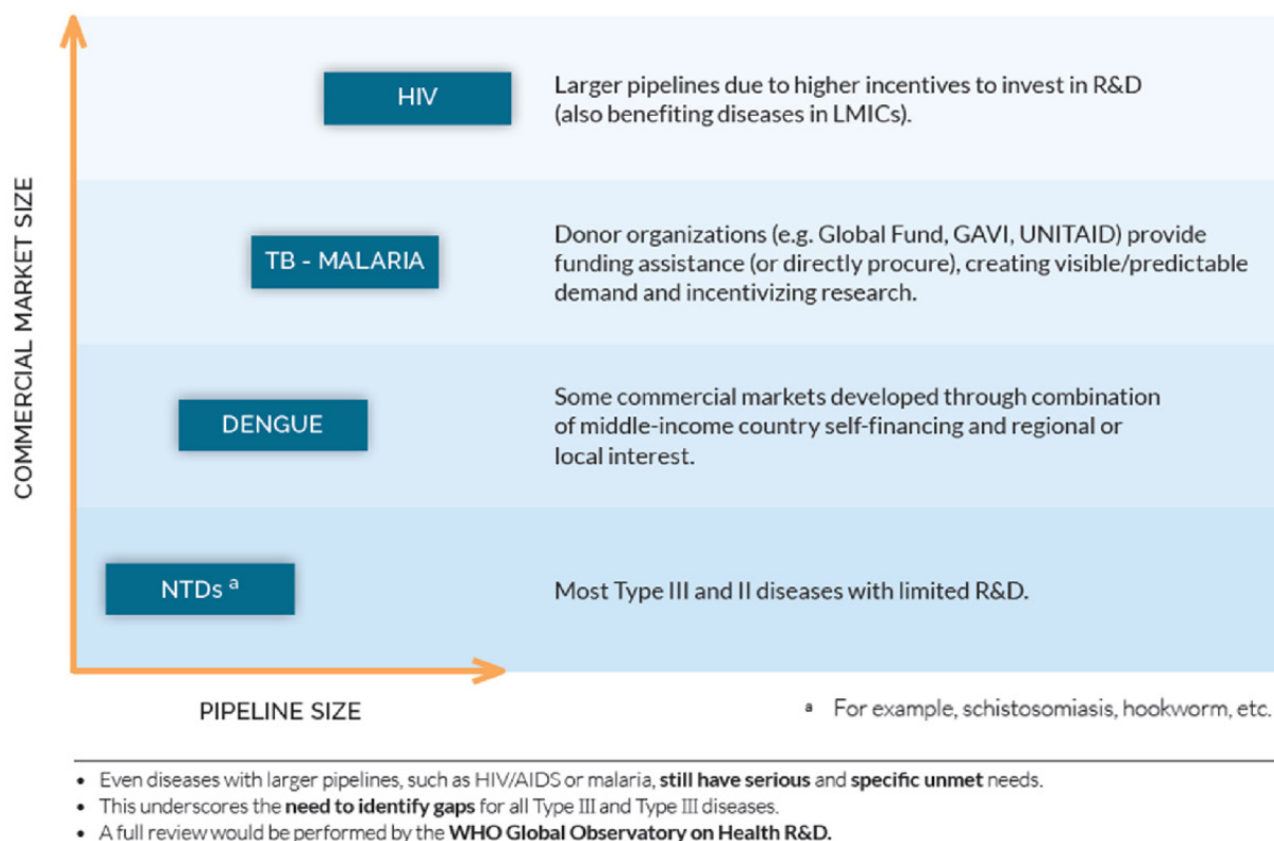 COMMERCIAL MARKET SIZE
HIV
Larger pipelines due to higher incentives to invest in R&D
(also benefiting diseases in LMICs).
TB - MALARIA
Donor organizations (e.g. Global Fund, GAVI, UNITAID) provide
funding assistance (or directly procure), creating visible/predictable
demand and incentivizing research.
DENGUE
Some commercial markets developed through combination
of middle-income country self-financing and regional or
local interest.
NTDs a
Most Type III and II diseases with limited R&D.
PIPELINE SIZE
a For example, schistosomiasis, hookworm, etc.
• Even diseases with larger pipelines, such as HIV/AIDS or malaria, still have serious and specific unmet needs.
• This underscores the need to identify gaps for all Type III and Type III diseases.
• A full review would be performed by the WHO Global Observatory on Health R&D.